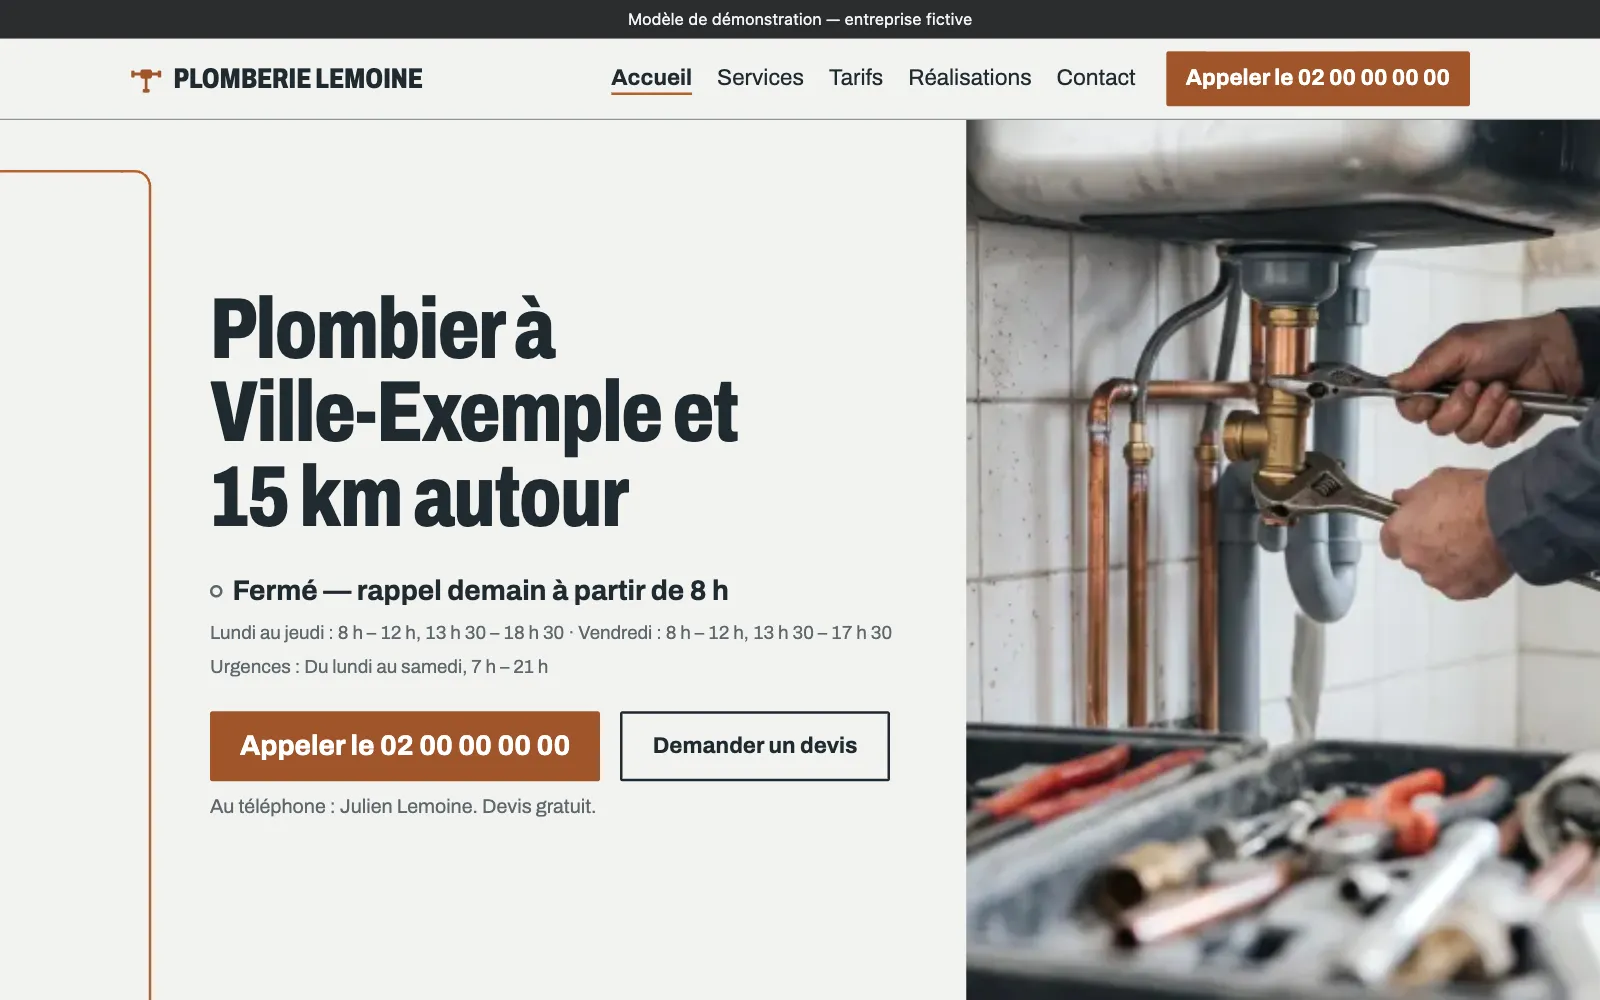 Modèle de démonstration — entreprise fictive
PLOMBERIE LEMOINE
Accueil
Services
Tarifs
Réalisations
Contact
Appeler le 02 00 00 00 00
Plombier à
Ville-Exemple et
15 km autour
Fermé — rappel demain à partir de 8 h
Lundi au jeudi : 8 h – 12 h, 13 h 30 – 18 h 30 · Vendredi : 8 h – 12 h, 13 h 30 – 17 h 30
Urgences : Du lundi au samedi, 7 h – 21 h
Appeler le 02 00 00 00 00
Demander un devis
Au téléphone : Julien Lemoine. Devis gratuit.